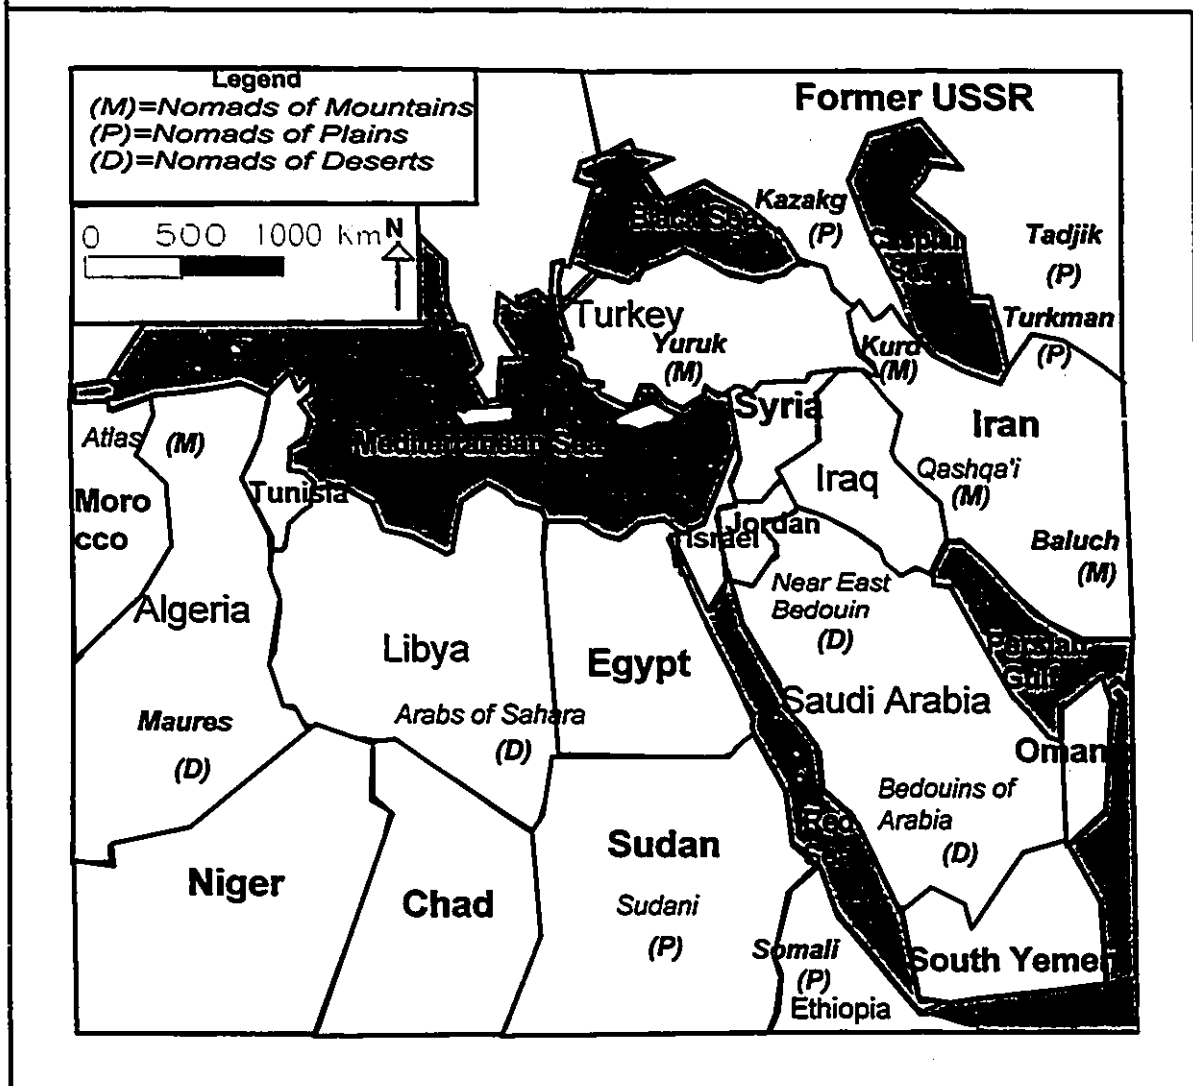 Legend
(M)=Nomads of Mountains
(P)=Nomads of Plains
(D)=Nomads of Deserts
0 500 1000 Km N
Former USSR
Black Sea
Kazakg
(P)
Caspian
Sea
Tadjik
(P)
Turkman
(P)
Turkey
Yuruk
(M)
Kurd
(M)
Syria
Iran
Atlas (M)
Mediterranean Sea
Iraq
Qashqa'i
(M)
Moro
cco
Tunisia
Jordan
Israel
Baluch
(M)
Near East
Bedouin
(D)
Algeria
Libya
Egypt
Persian
Gulf
Saudi Arabia
Maures
(D)
Arabs of Sahara
(D)
Oman
Bedouins of
Arabia
(D)
Red
Sudan
Niger
Chad
Sudani
(P)
Somali
(P)
Ethiopia
South Yemen